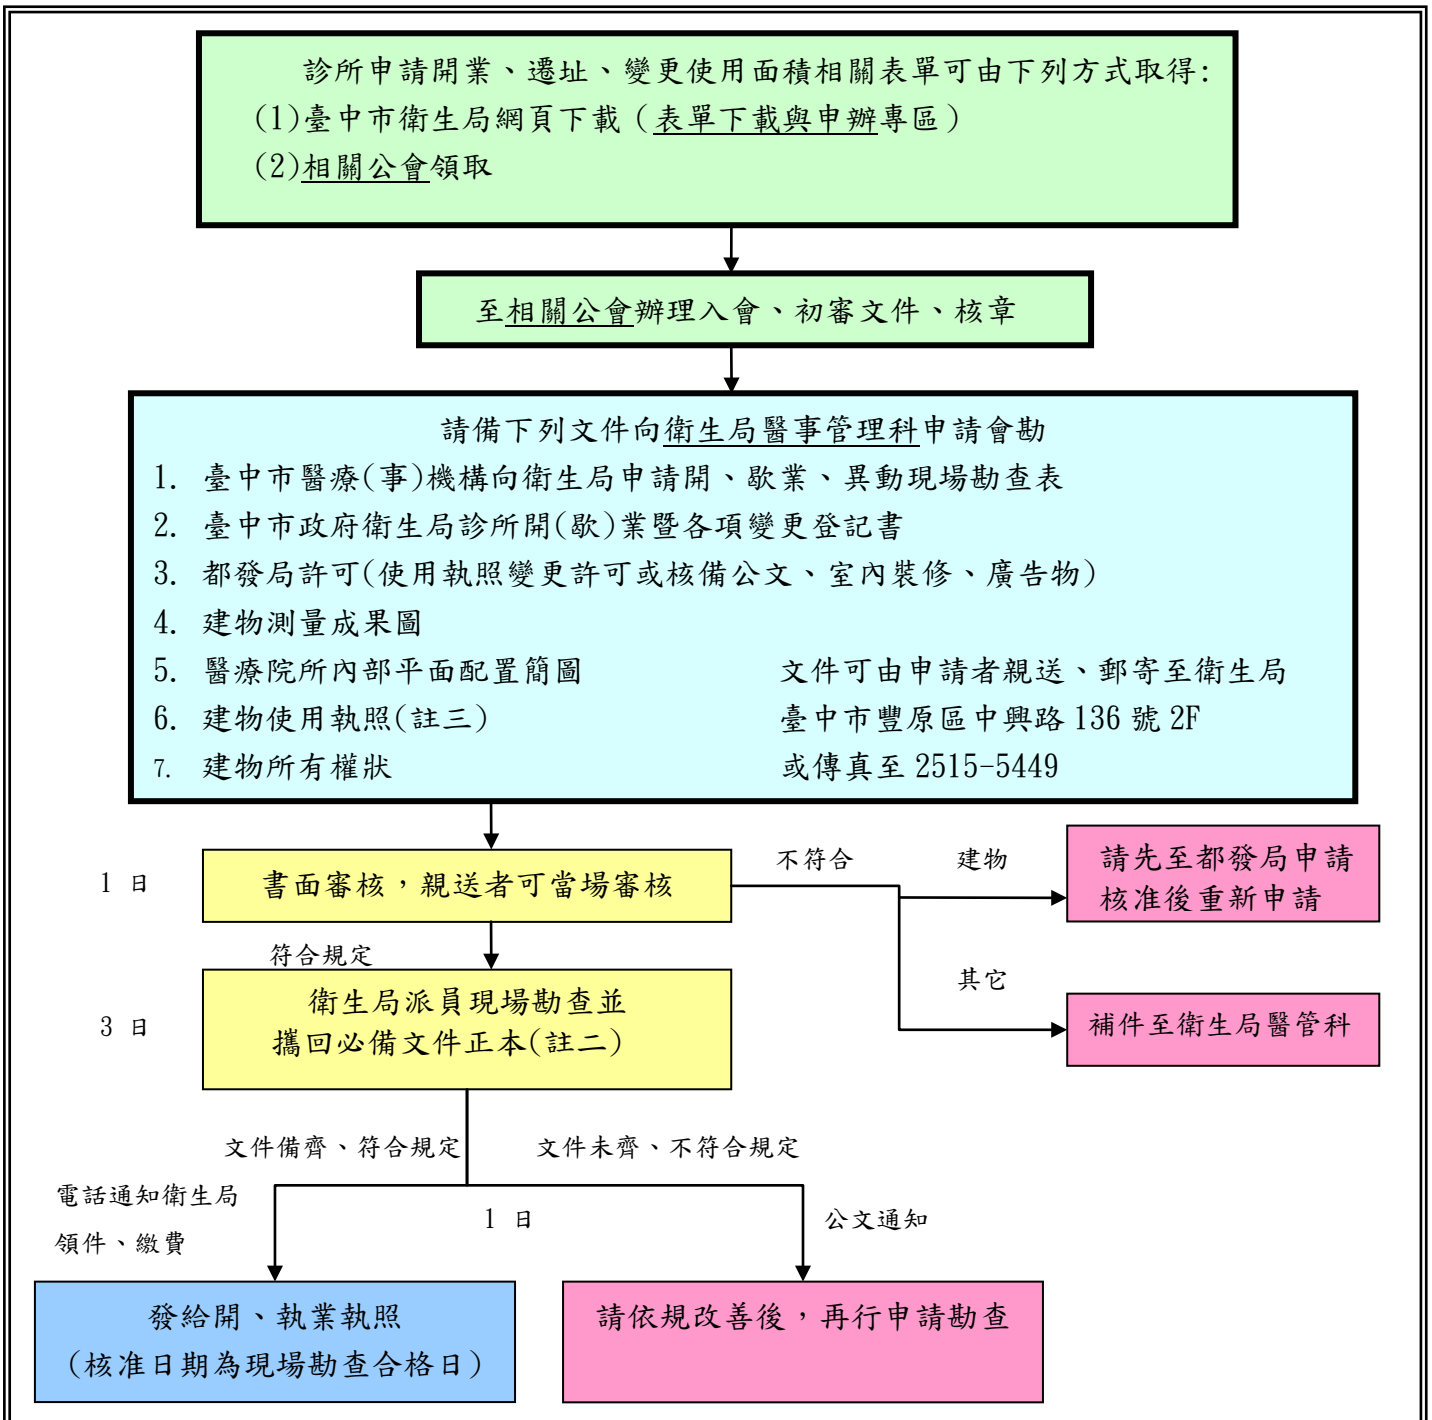 診所申請開業、遷址、變更使用面積相關表單可由下列方式取得：
(1)臺中市衛生局網頁下載（表單下載與申辦專區）
(2)相關公會領取
至相關公會辦理入會、初審文件、核章
請備下列文件向衛生局醫事管理科申請會勘
1. 臺中市醫療(事)機構向衛生局申請開、歇業、異動現場勘查表
2. 臺中市政府衛生局診所開(歇)業暨各項變更登記書
3. 都發局許可(使用執照變更許可或核備公文、室內裝修、廣告物)
4. 建物測量成果圖
5. 醫療院所內部平面配置簡圖 文件可由申請者親送、郵寄至衛生局
6. 建物使用執照(註三) 臺中市豐原區中興路 136 號 2F
7. 建物所有權狀 或傳真至 2515-5449
1 日
書面審核，親送者可當場審核
不符合
建物
請先至都發局申請
核准後重新申請
符合規定
其它
補件至衛生局醫管科
3 日
衛生局派員現場勘查並
攜回必備文件正本(註二)
文件備齊、符合規定
文件未齊、不符合規定
電話通知衛生局
領件、繳費
1 日
公文通知
發給開、執業執照
（核准日期為現場勘查合格日）
請依規改善後，再行申請勘查